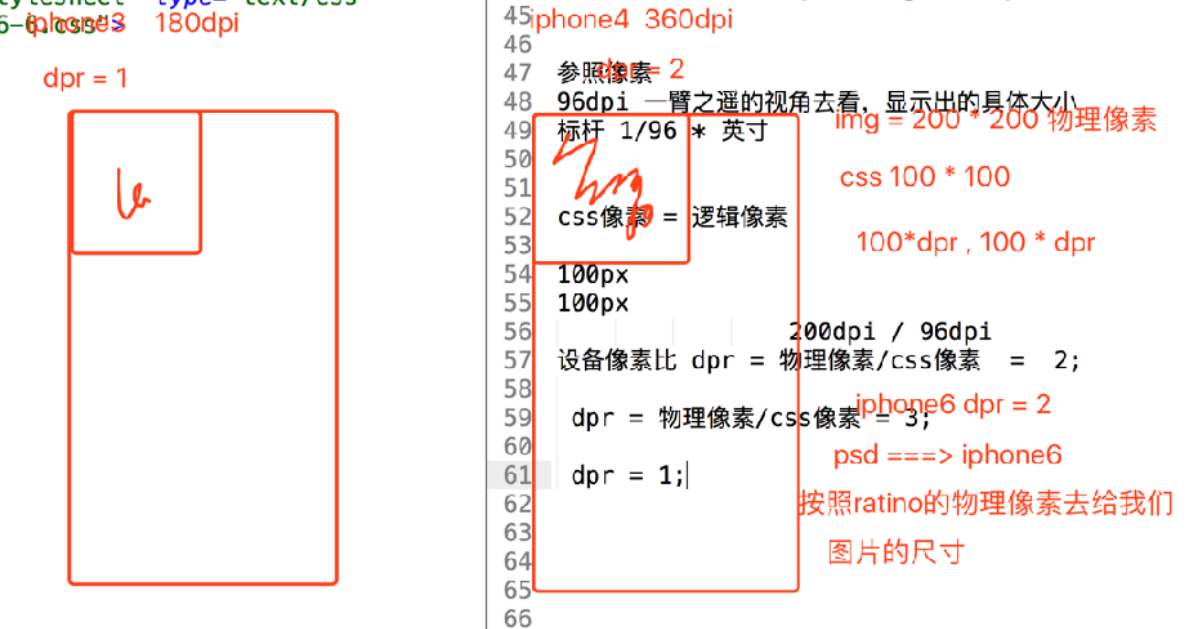 tylesheet" type="text/css
6-6.css">
iphone3 180dpi
dpr = 1
iphone4 360dpi
dpr = 2
45
46
47 参照像素
48 96dpi 一臂之遥的视角去看，显示出的具体大小
49 标杆 1/96 * 英寸
50
51
52 css像素 = 逻辑像素
53
54 100px
55 100px
56 200dpi / 96dpi
57 设备像素比 dpr = 物理像素/css像素 = 2;
58
59 dpr = 物理像素/css像素 = 3;
60
61 dpr = 1;
62
63
64
65
66
img = 200 * 200 物理像素
css 100 * 100
100*dpr , 100 * dpr
iphone6 dpr = 2
psd ===> iphone6
按照ratino的物理像素去给我们
图片的尺寸